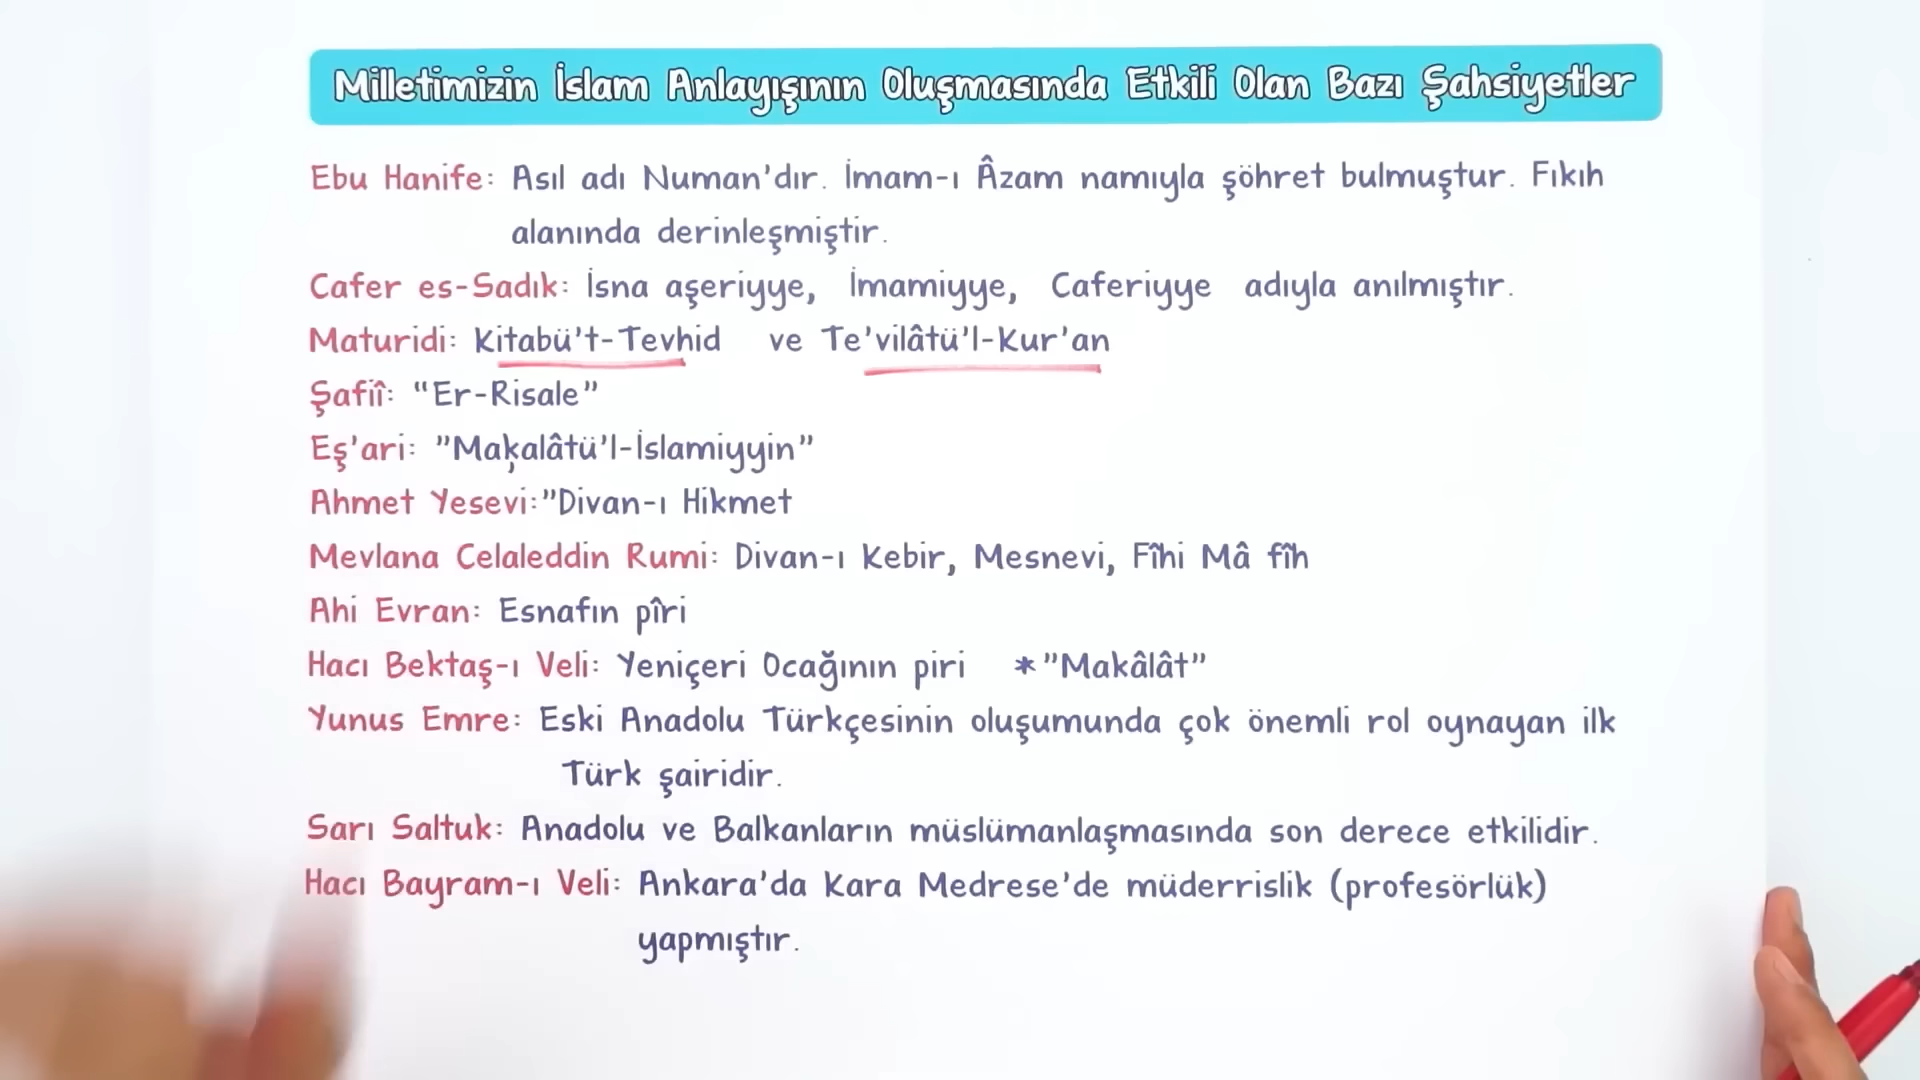 Milletimizin İslam Anlayışının Oluşmasında Etkili Olan Bazı Şahsiyetler
Ebu Hanife: Asıl adı Numan'dır. İmam-ı Âzam namıyla şöhret bulmuştur. Fıkıh
alanında derinleşmiştir.
Cafer es-Sadık: İsna aşeriyye, İmamiyye, Caferiyye adıyla anılmıştır.
Maturidi: Kitabü't-Tevhid ve Te'vilâtü'l-Kur'an
Şafiî: "Er-Risale"
Eş'ari: "Maķalâtü'l-İslamiyyin"
Ahmet Yesevi:"Divan-ı Hikmet
Mevlana Celaleddin Rumi: Divan-ı Kebir, Mesnevi, Fîhi Mâ fîh
Ahi Evran: Esnafın pîri
Hacı Bektaş-ı Veli: Yeniçeri Ocağının piri *"Makâlât"
Yunus Emre: Eski Anadolu Türkçesinin oluşumunda çok önemli rol oynayan ilk
Türk şairidir.
Sarı Saltuk: Anadolu ve Balkanların müslümanlaşmasında son derece etkilidir.
Hacı Bayram-ı Veli: Ankara'da Kara Medrese'de müderrislik (profesörlük)
yapmıştır.